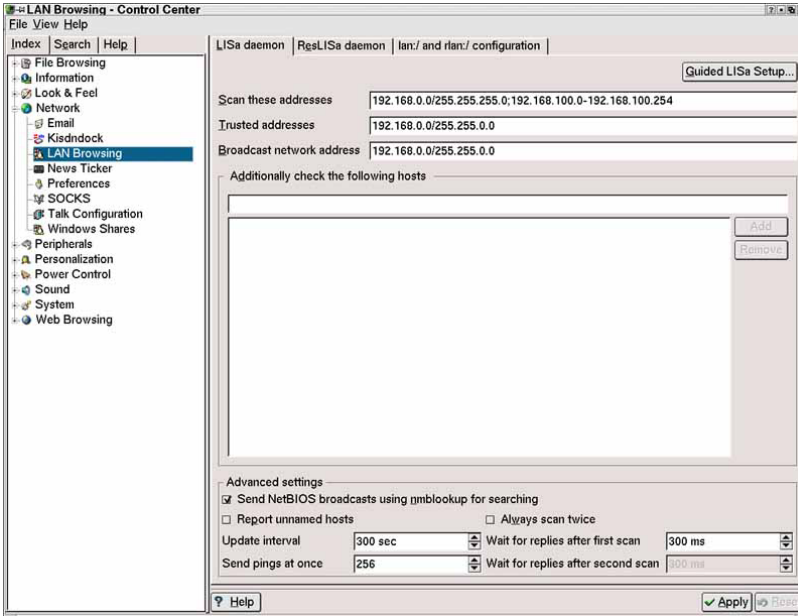 LAN Browsing - Control Center
File View Help
Index Search Help
File Browsing
Information
Look & Feel
Network
Email
Kisdndock
LAN Browsing
News Ticker
Preferences
SOCKS
Talk Configuration
Windows Shares
Peripherals
Personalization
Power Control
Sound
System
Web Browsing
LISa daemon ResLISa daemon lan:/ and rlan:/ configuration
Guided LISa Setup...
Scan these addresses 192.168.0.0/255.255.255.0;192.168.100.0-192.168.100.254
Trusted addresses 192.168.0.0/255.255.0.0
Broadcast network address 192.168.0.0/255.255.0.0
Additionally check the following hosts
Add
Remove
Advanced settings
Send NetBIOS broadcasts using nmblookup for searching
Report unnamed hosts Always scan twice
Update interval 300 sec Wait for replies after first scan 300 ms
Send pings at once 256 Wait for replies after second scan 300 ms
? Help Apply